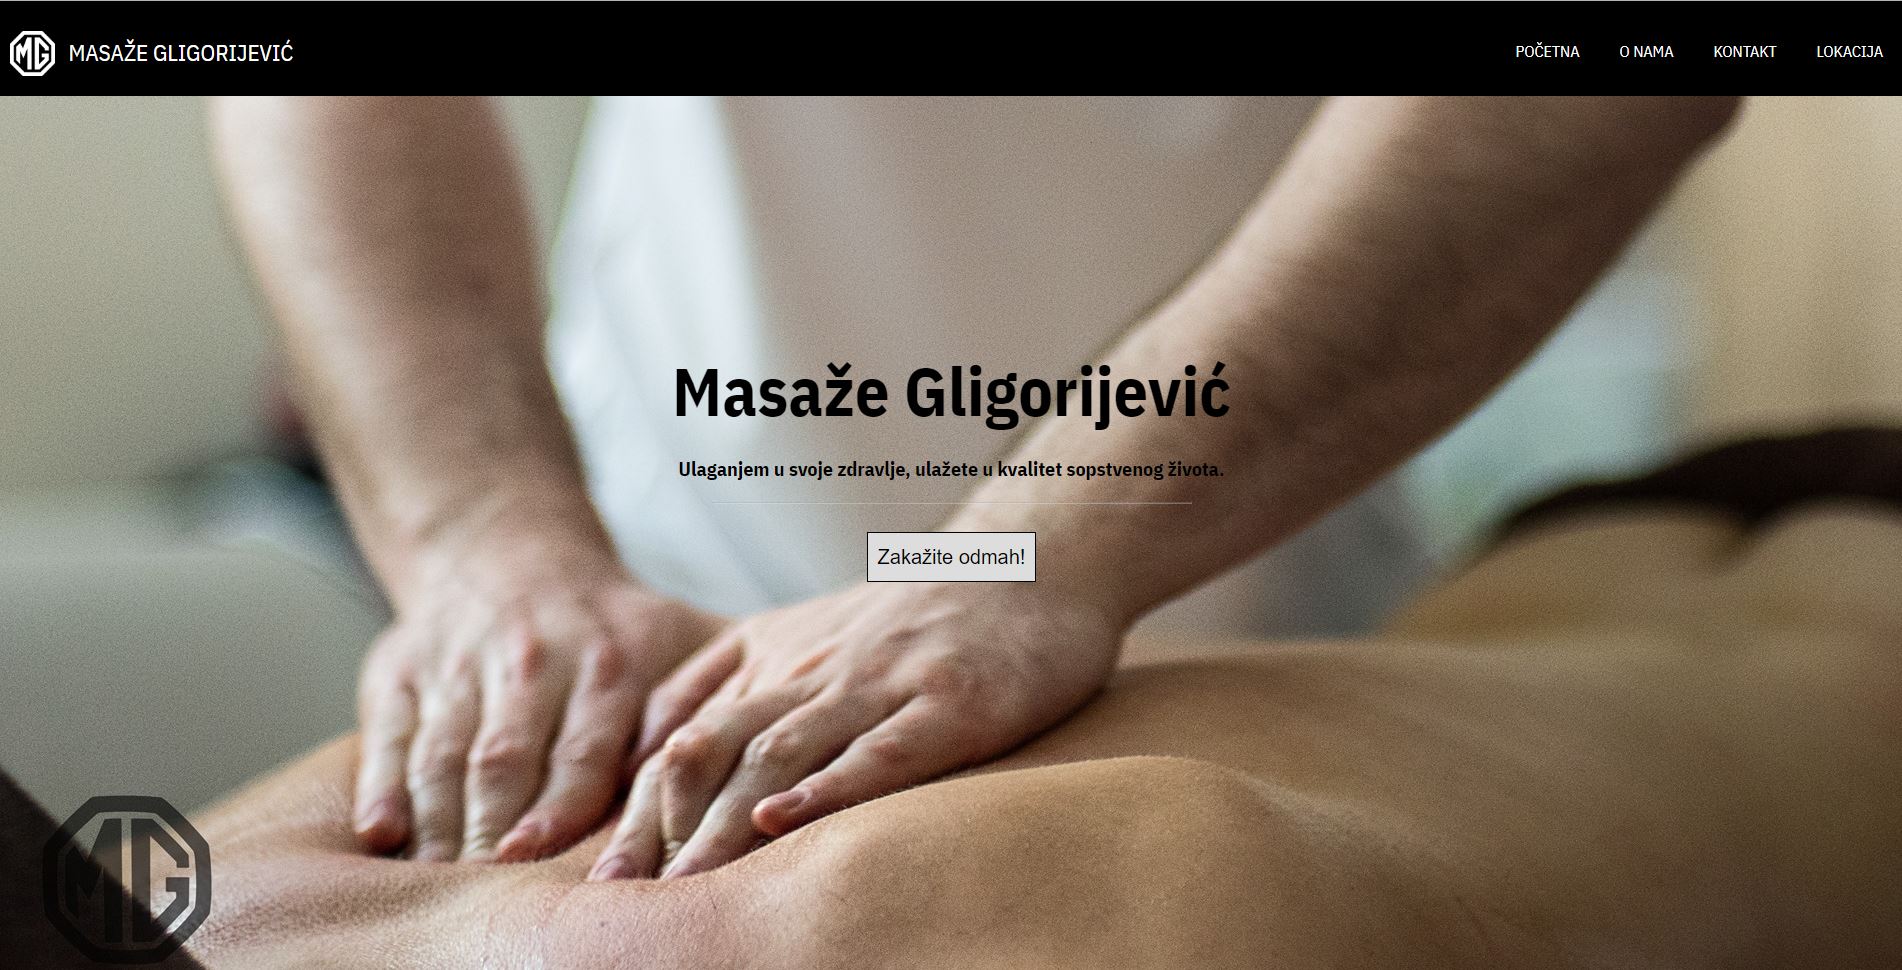 MG MASAŽE GLIGORIJEVIĆ
POČETNA O NAMA KONTAKT LOKACIJA
Masaže Gligorijević
Ulaganjem u svoje zdravlje, ulažete u kvalitet sopstvenog života.
Zakažite odmah!
MG